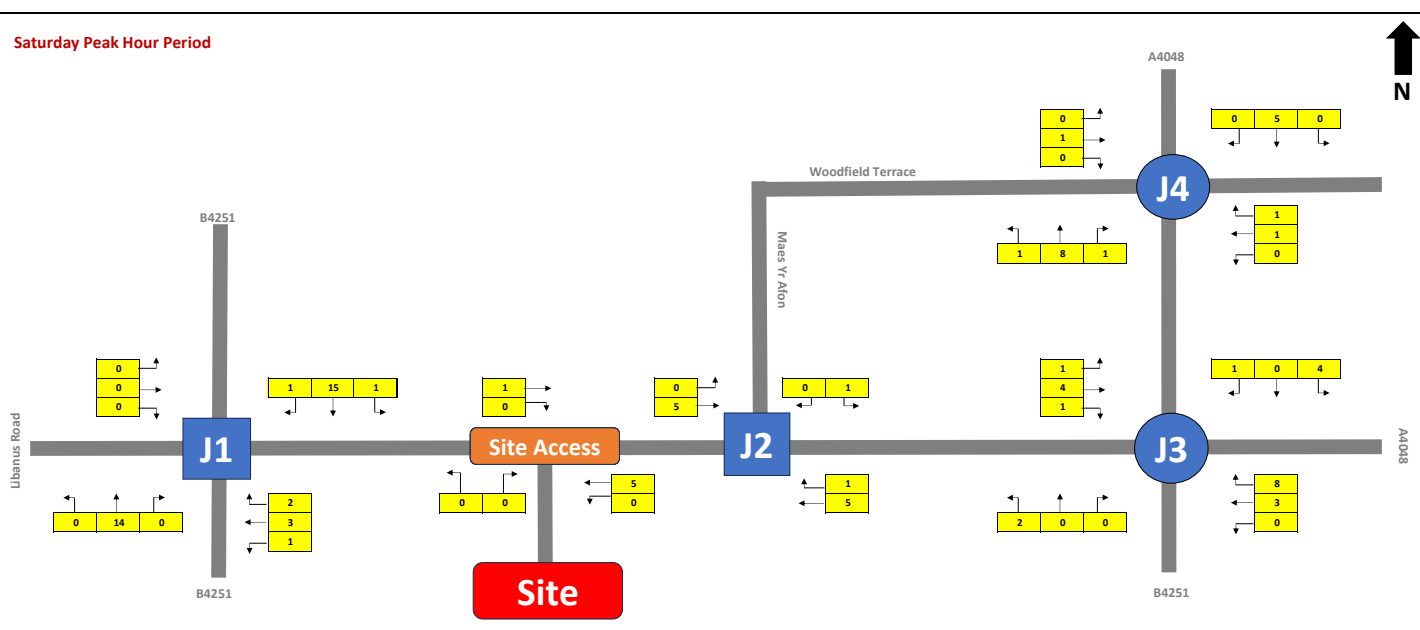 Saturday Peak Hour Period
N
A4048
0
1
0
0 5 0
Woodfield Terrace
J4
B4251
Maes Yr Afon
1 8 1
1
1
0
0
0
0
1 15 1
1
0
0
5
0 1
1
4
1
1 0 4
Libanus Road
J1
Site Access
J2
J3
A4048
0 14 0
2
3
1
0 0
5
0
1
5
2 0 0
8
3
0
B4251
Site
B4251